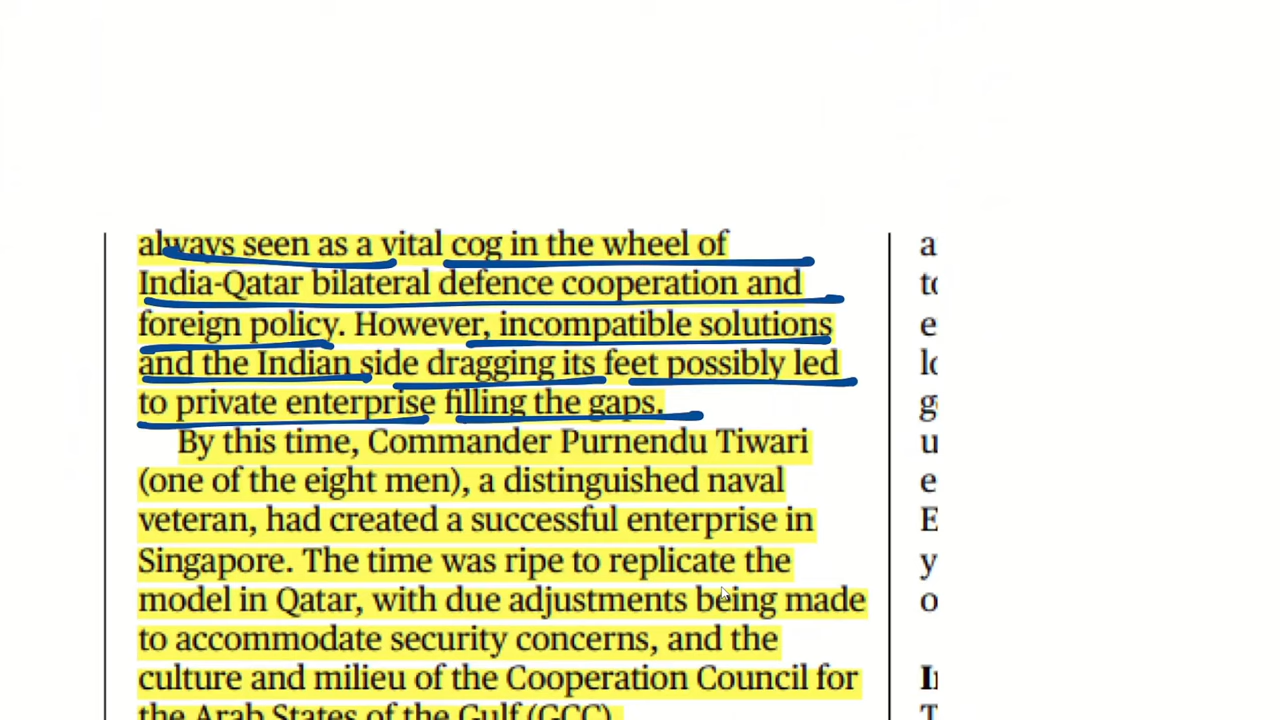 always seen as a vital cog in the wheel of
India-Qatar bilateral defence cooperation and
foreign policy. However, incompatible solutions
and the Indian side dragging its feet possibly led
to private enterprise filling the gaps.
By this time, Commander Purnendu Tiwari
(one of the eight men), a distinguished naval
veteran, had created a successful enterprise in
Singapore. The time was ripe to replicate the
model in Qatar, with due adjustments being made
to accommodate security concerns, and the
culture and milieu of the Cooperation Council for
the Arab States of the Gulf (GCC).